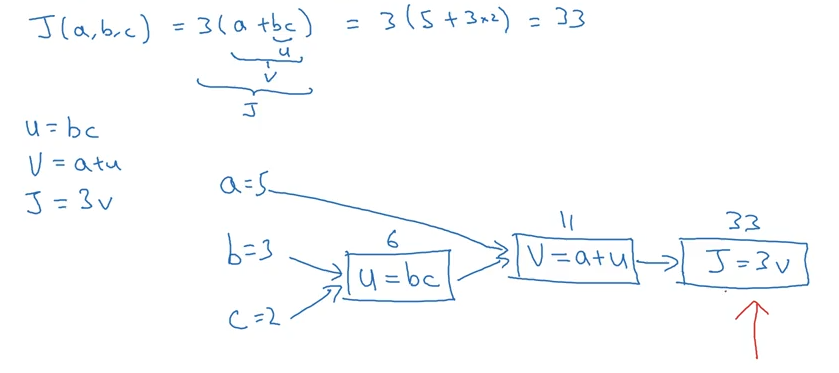 J(a,b,c) = 3(a+bc) = 3(5+3×2) = 33
u
V
J
u=bc
V=a+u
J=3v
a=5
11
33
6
b=3
u=bc
V=a+u
J=3v
c=2